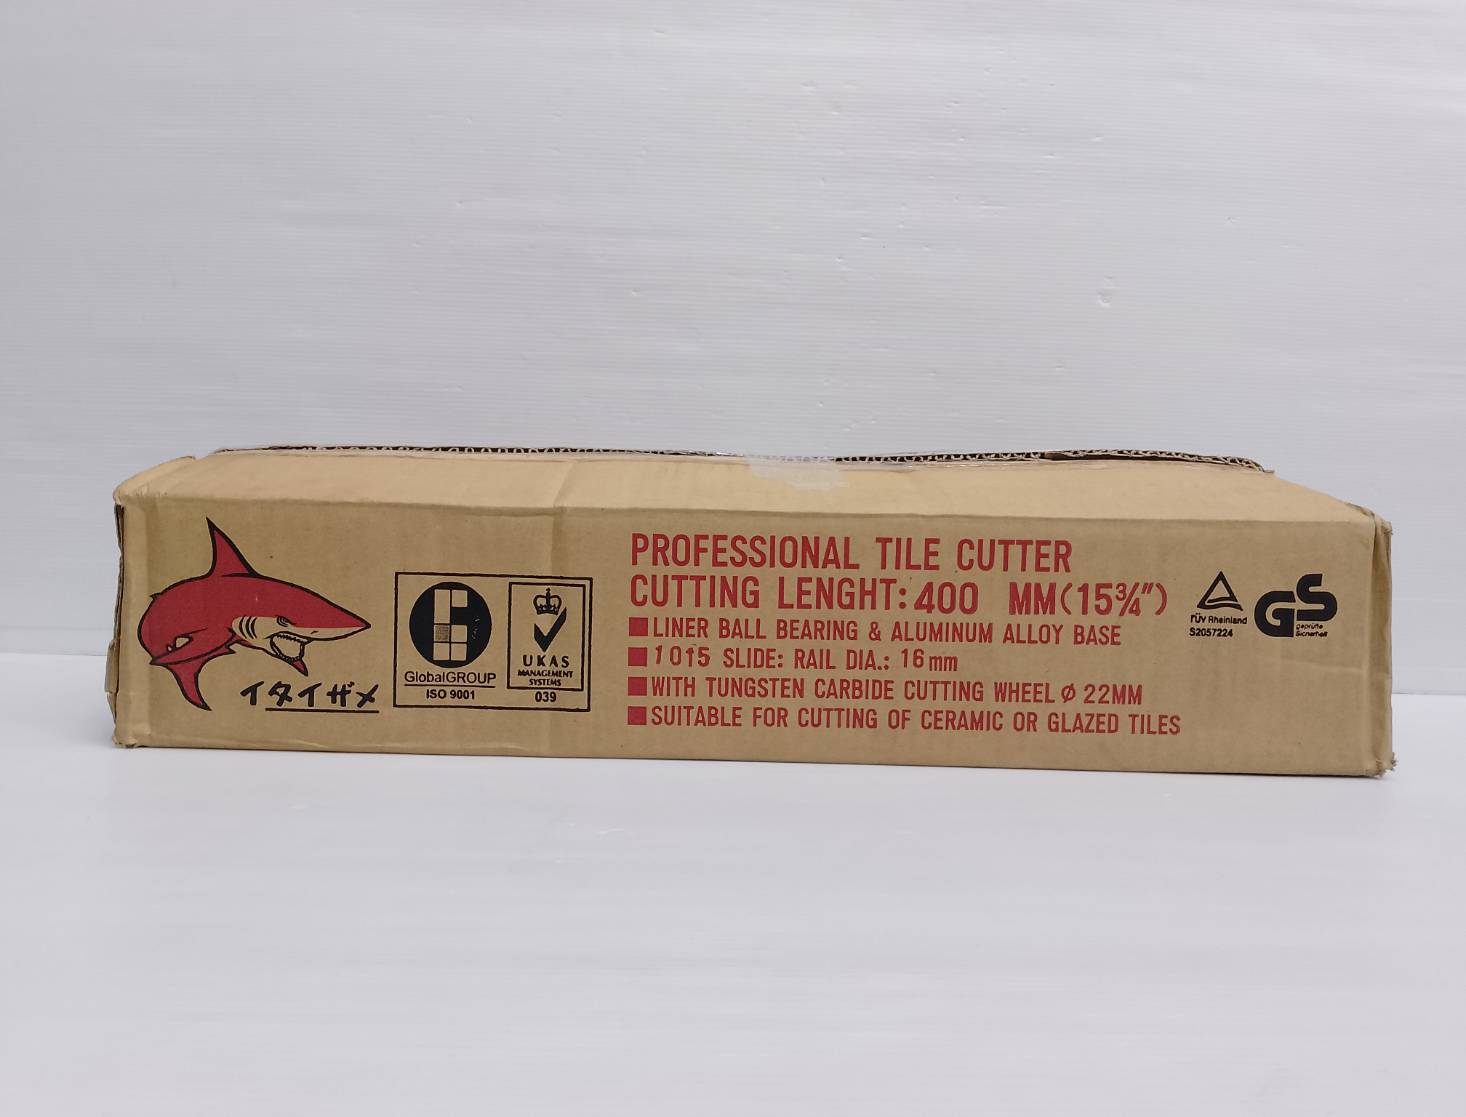 PROFESSIONAL TILE CUTTER
CUTTING LENGHT: 400 MM (15¾")
■ LINER BALL BEARING & ALUMINUM ALLOY BASE
■ 1015 SLIDE: RAIL DIA.: 16mm
■ WITH TUNGSTEN CARBIDE CUTTING WHEEL Ø 22MM
■ SUITABLE FOR CUTTING OF CERAMIC OR GLAZED TILES
イタイザメ
GlobalGROUP
ISO 9001
UKAS
MANAGEMENT
SYSTEMS
039
TÜV Rheinland
S2057224
GS
geprüfte
Sicherheit